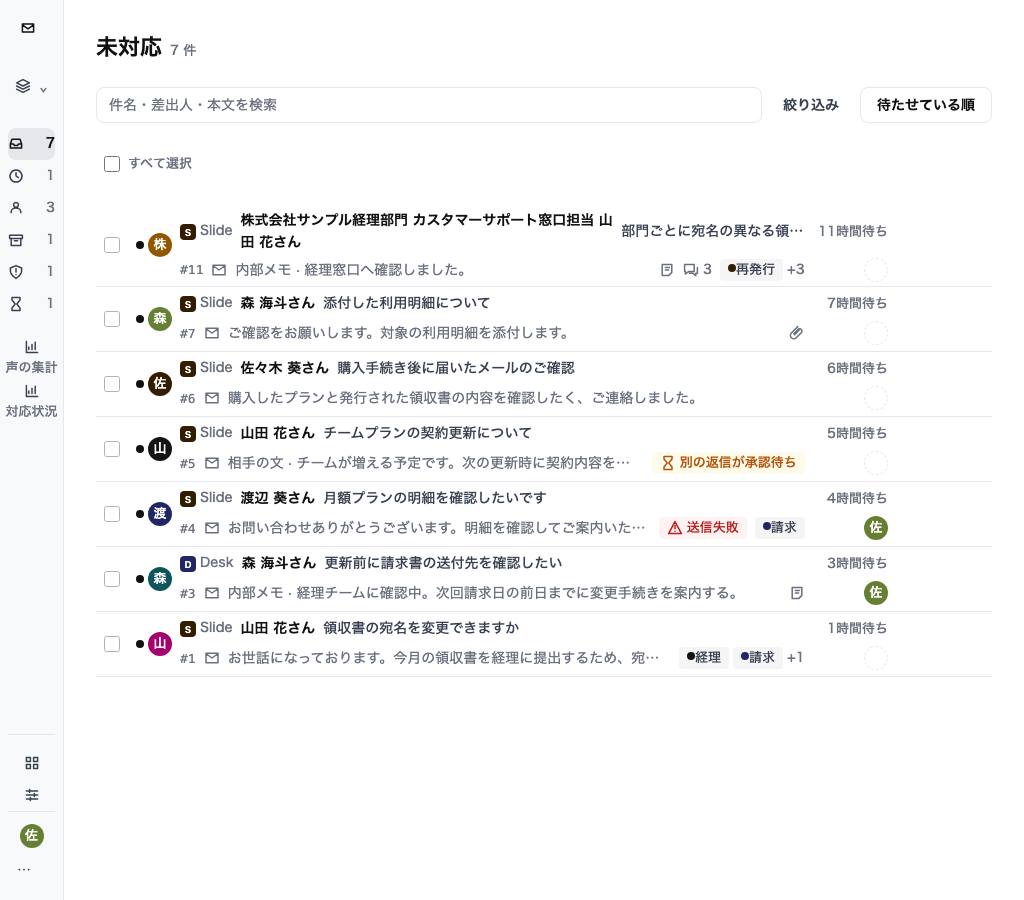 未対応 7 件
件名・差出人・本文を検索
絞り込み
待たせている順
7
1
3
1
1
1
声の集計
対応状況
佐
…
すべて選択
株 S Slide 株式会社サンプル経理部門 カスタマーサポート窓口担当 山
田 花さん
部門ごとに宛名の異なる領… 11時間待ち
#11 内部メモ · 経理窓口へ確認しました。 3 再発行 +3
森 S Slide 森 海斗さん 添付した利用明細について 7時間待ち
#7 ご確認をお願いします。対象の利用明細を添付します。
佐 S Slide 佐々木 葵さん 購入手続き後に届いたメールのご確認 6時間待ち
#6 購入したプランと発行された領収書の内容を確認したく、ご連絡しました。
山 S Slide 山田 花さん チームプランの契約更新について 5時間待ち
#5 相手の文 · チームが増える予定です。次の更新時に契約内容を… 別の返信が承認待ち
渡 S Slide 渡辺 葵さん 月額プランの明細を確認したいです 4時間待ち
#4 お問い合わせありがとうございます。明細を確認してご案内いた… 送信失敗 請求 佐
森 D Desk 森 海斗さん 更新前に請求書の送付先を確認したい 3時間待ち
#3 内部メモ · 経理チームに確認中。次回請求日の前日までに変更手続きを案内する。 佐
山 S Slide 山田 花さん 領収書の宛名を変更できますか 1時間待ち
#1 お世話になっております。今月の領収書を経理に提出するため、宛… 経理 請求 +1